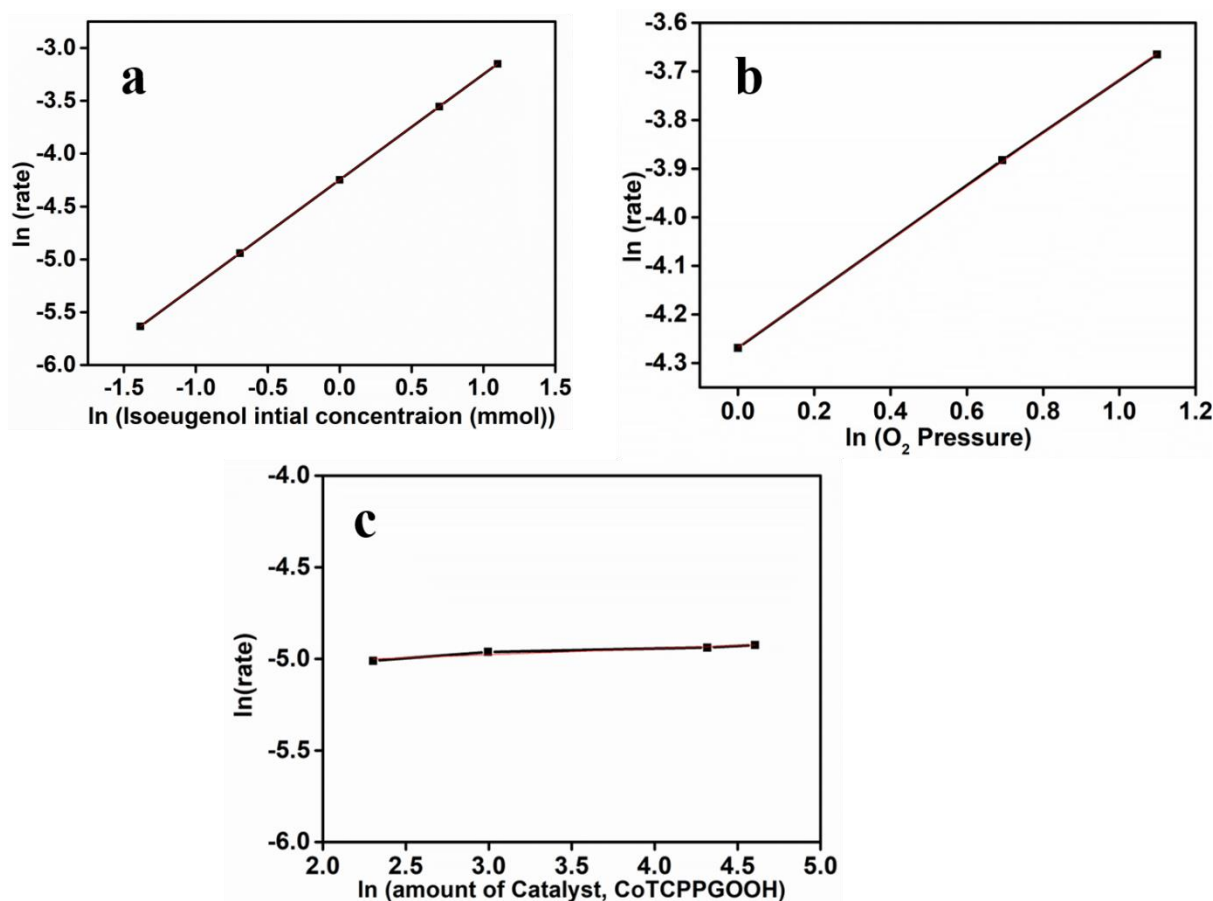 a
ln (rate)
-3.0
-3.5
-4.0
-4.5
-5.0
-5.5
-6.0
-1.5 -1.0 -0.5 0.0 0.5 1.0 1.5
ln (Isoeugenol intial concentraion (mmol))
b
ln (rate)
-3.6
-3.7
-3.8
-3.9
-4.0
-4.1
-4.2
-4.3
0.0 0.2 0.4 0.6 0.8 1.0 1.2
ln (O₂ Pressure)
c
ln(rate)
-4.0
-4.5
-5.0
-5.5
-6.0
2.0 2.5 3.0 3.5 4.0 4.5 5.0
ln (amount of Catalyst, CoTCPPGOOH)